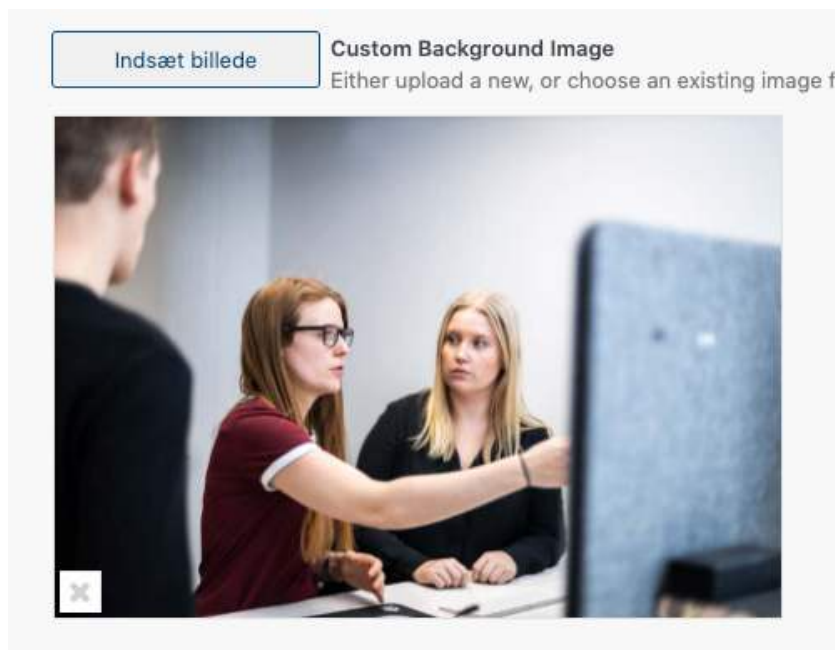 Indsæt billede
Custom Background Image
Either upload a new, or choose an existing image f